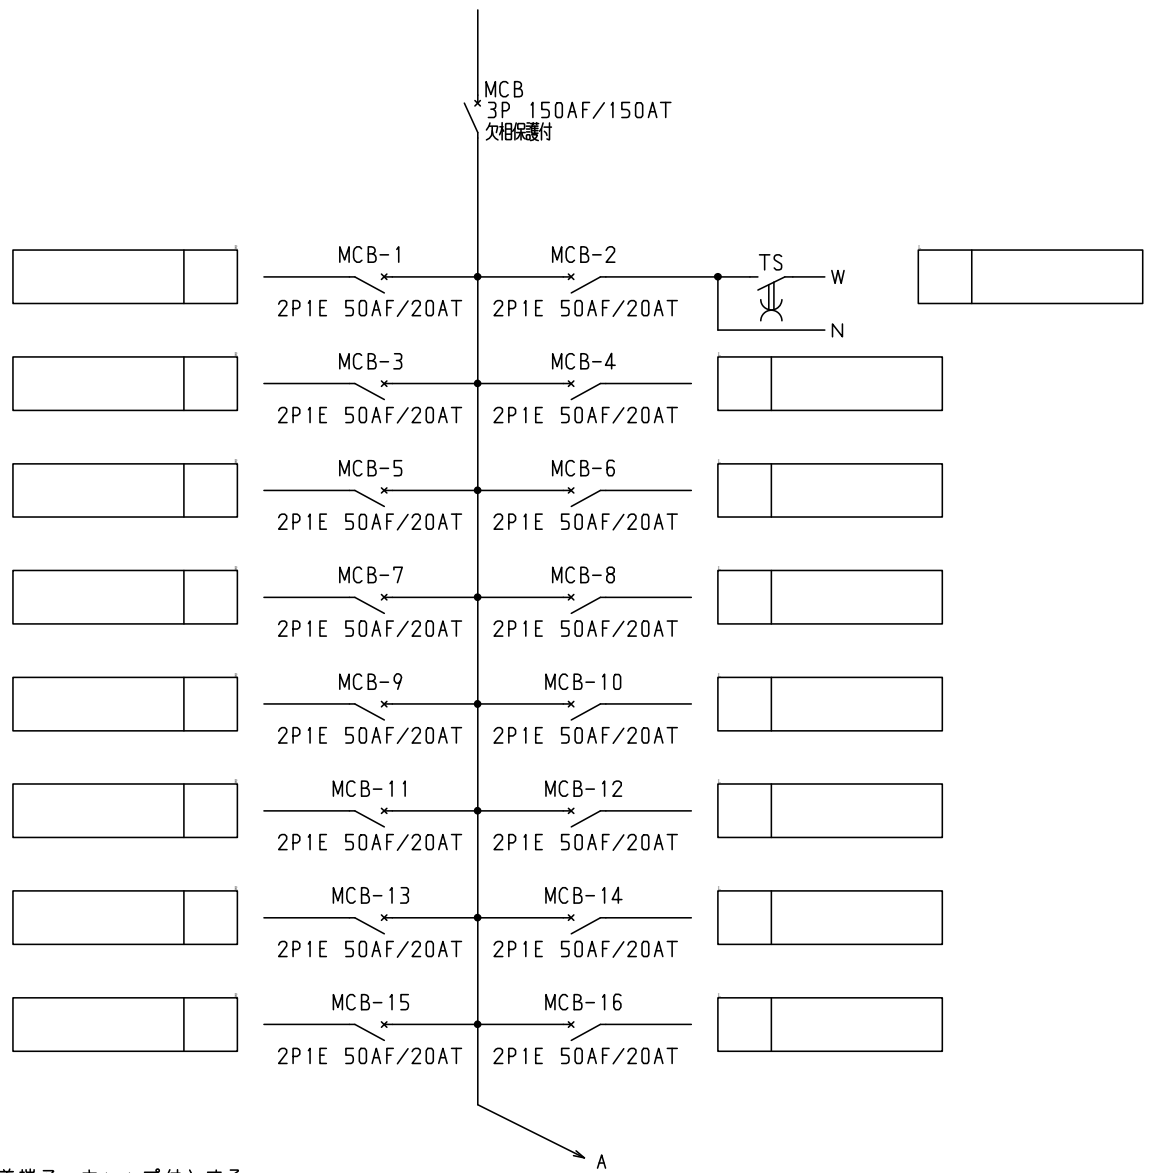 MCB
3P 150AF/150AT
欠相保護付
MCB-1
MCB-2
TS
W
2P1E 50AF/20AT
2P1E 50AF/20AT
N
MCB-3
MCB-4
2P1E 50AF/20AT
2P1E 50AF/20AT
MCB-5
MCB-6
2P1E 50AF/20AT
2P1E 50AF/20AT
MCB-7
MCB-8
2P1E 50AF/20AT
2P1E 50AF/20AT
MCB-9
MCB-10
2P1E 50AF/20AT
2P1E 50AF/20AT
MCB-11
MCB-12
2P1E 50AF/20AT
2P1E 50AF/20AT
MCB-13
MCB-14
2P1E 50AF/20AT
2P1E 50AF/20AT
MCB-15
MCB-16
2P1E 50AF/20AT
2P1E 50AF/20AT
A